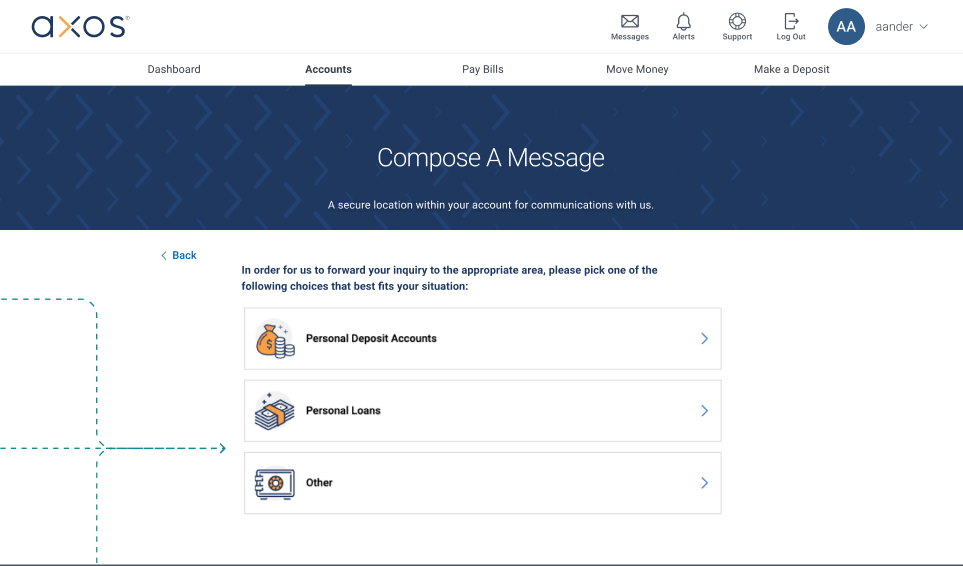 axos®
Messages
Alerts
Support
Log Out
AA
aander
Dashboard
Accounts
Pay Bills
Move Money
Make a Deposit
Compose A Message
A secure location within your account for communications with us.
Back
In order for us to forward your inquiry to the appropriate area, please pick one of the
following choices that best fits your situation:
$
Personal Deposit Accounts
Personal Loans
Other